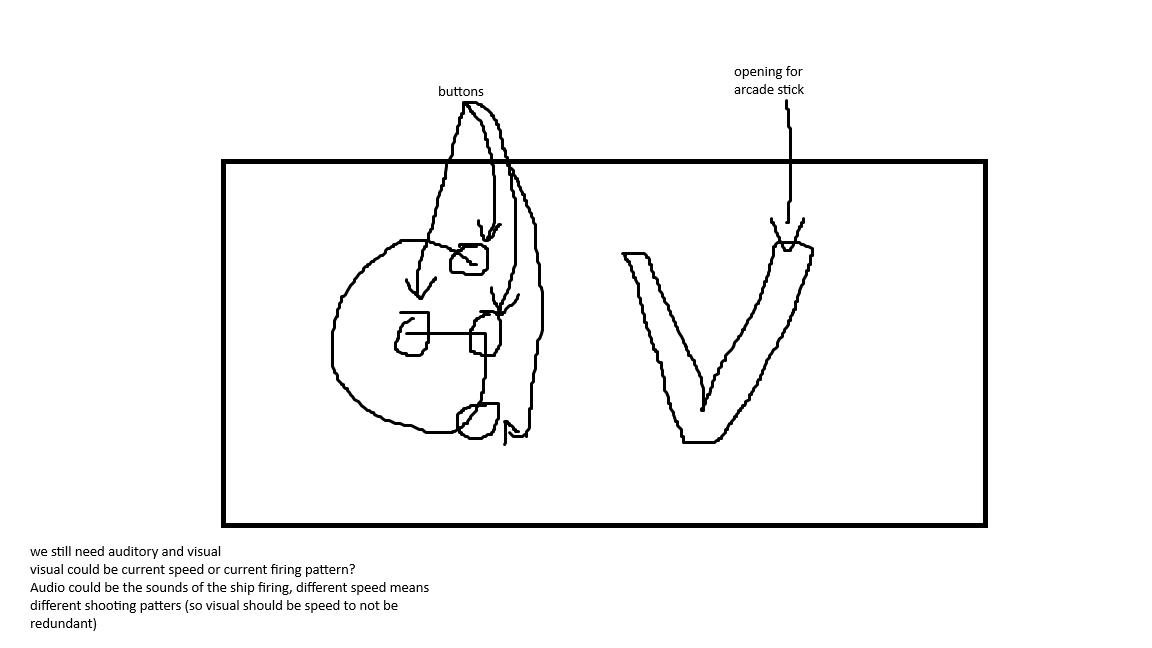 opening for
arcade stick
buttons
G V
we still need auditory and visual
visual could be current speed or current firing pattern?
Audio could be the sounds of the ship firing, different speed means
different shooting patters (so visual should be speed to not be
redundant)